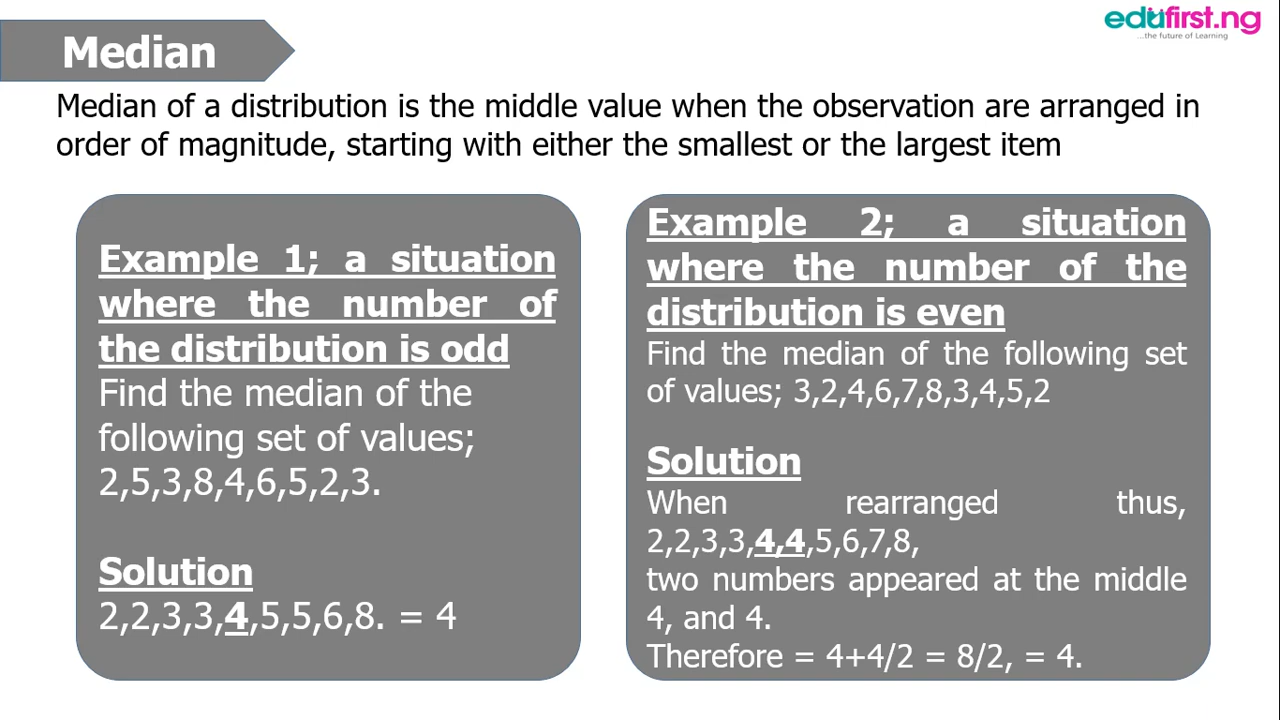 edufirst.ng
...the future of Learning
Median
Median of a distribution is the middle value when the observation are arranged in
order of magnitude, starting with either the smallest or the largest item
Example 1; a situation
where the number of
the distribution is odd
Find the median of the
following set of values;
2,5,3,8,4,6,5,2,3.
Solution
2,2,3,3,4,5,5,6,8. = 4
Example 2; a situation
where the number of the
distribution is even
Find the median of the following set
of values; 3,2,4,6,7,8,3,4,5,2
Solution
When rearranged thus,
2,2,3,3,4,4,5,6,7,8,
two numbers appeared at the middle
4, and 4.
Therefore = 4+4/2 = 8/2, = 4.